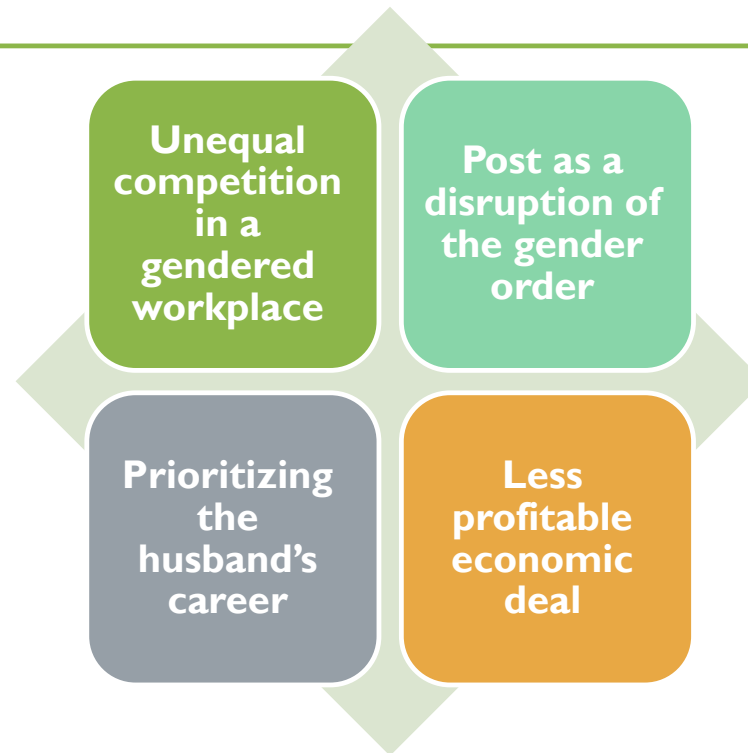 Unequal
competition
in a
gendered
workplace
Post as a
disruption of
the gender
order
Prioritizing
the
husband’s
career
Less
profitable
economic
deal